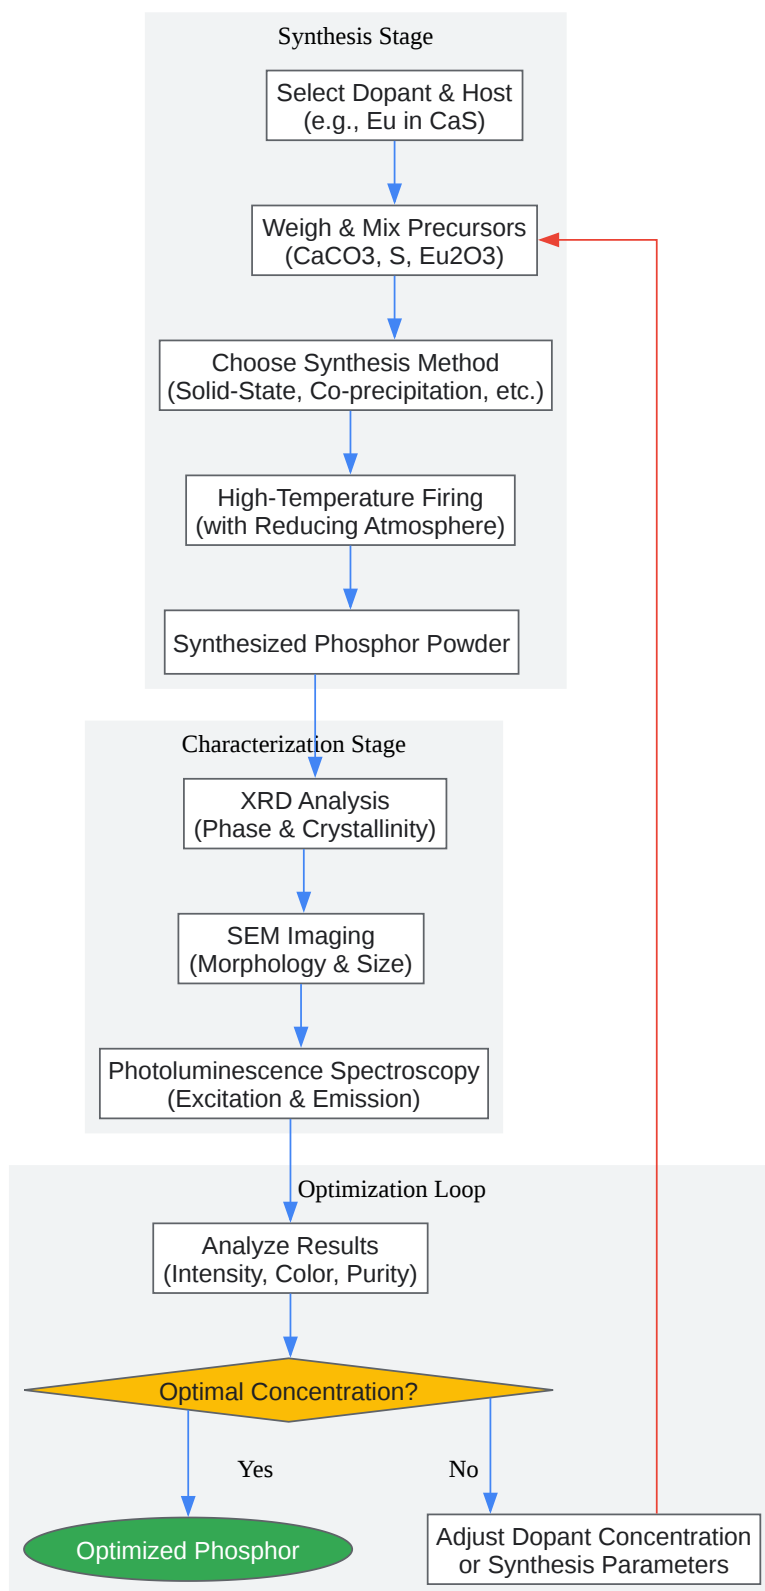 Synthesis Stage
Select Dopant & Host
(e.g., Eu in CaS)
Weigh & Mix Precursors
(CaCO3, S, Eu2O3)
Choose Synthesis Method
(Solid-State, Co-precipitation, etc.)
High-Temperature Firing
(with Reducing Atmosphere)
Synthesized Phosphor Powder
Characterization Stage
XRD Analysis
(Phase & Crystallinity)
SEM Imaging
(Morphology & Size)
Photoluminescence Spectroscopy
(Excitation & Emission)
Optimization Loop
Analyze Results
(Intensity, Color, Purity)
Optimal Concentration?
Yes
No
Optimized Phosphor
Adjust Dopant Concentration
or Synthesis Parameters